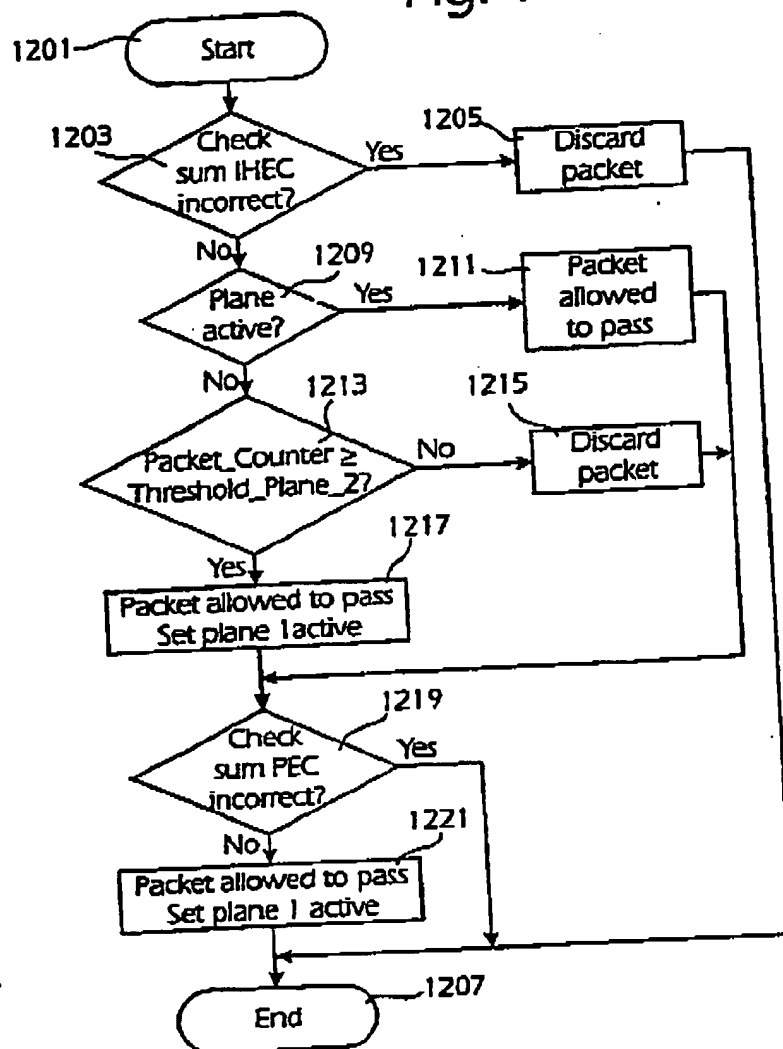 1201
Start
1203
Check
sum IHEC
incorrect?
Yes
1205
Discard
packet
No
1209
Plane
active?
Yes
1211
Packet
allowed
to pass
No
1213
Packet_Counter ≥
Threshold_Plane_2?
No
1215
Discard
packet
Yes
1217
Packet allowed to pass
Set plane 1active
1219
Check
sum PEC
incorrect?
Yes
No
1221
Packet allowed to pass
Set plane 1 active
End
1207